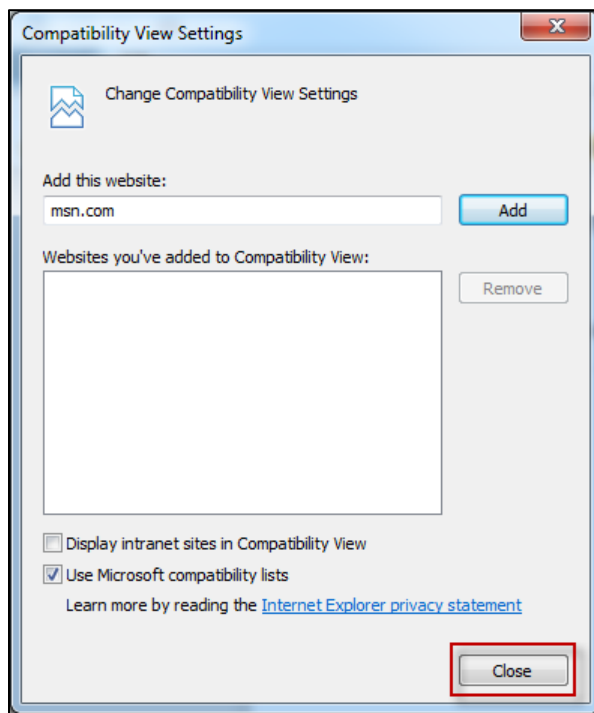 Compatibility View Settings
Change Compatibility View Settings
Add this website:
msn.com
Add
Websites you've added to Compatibility View:
Remove
Display intranet sites in Compatibility View
Use Microsoft compatibility lists
Learn more by reading the Internet Explorer privacy statement
Close